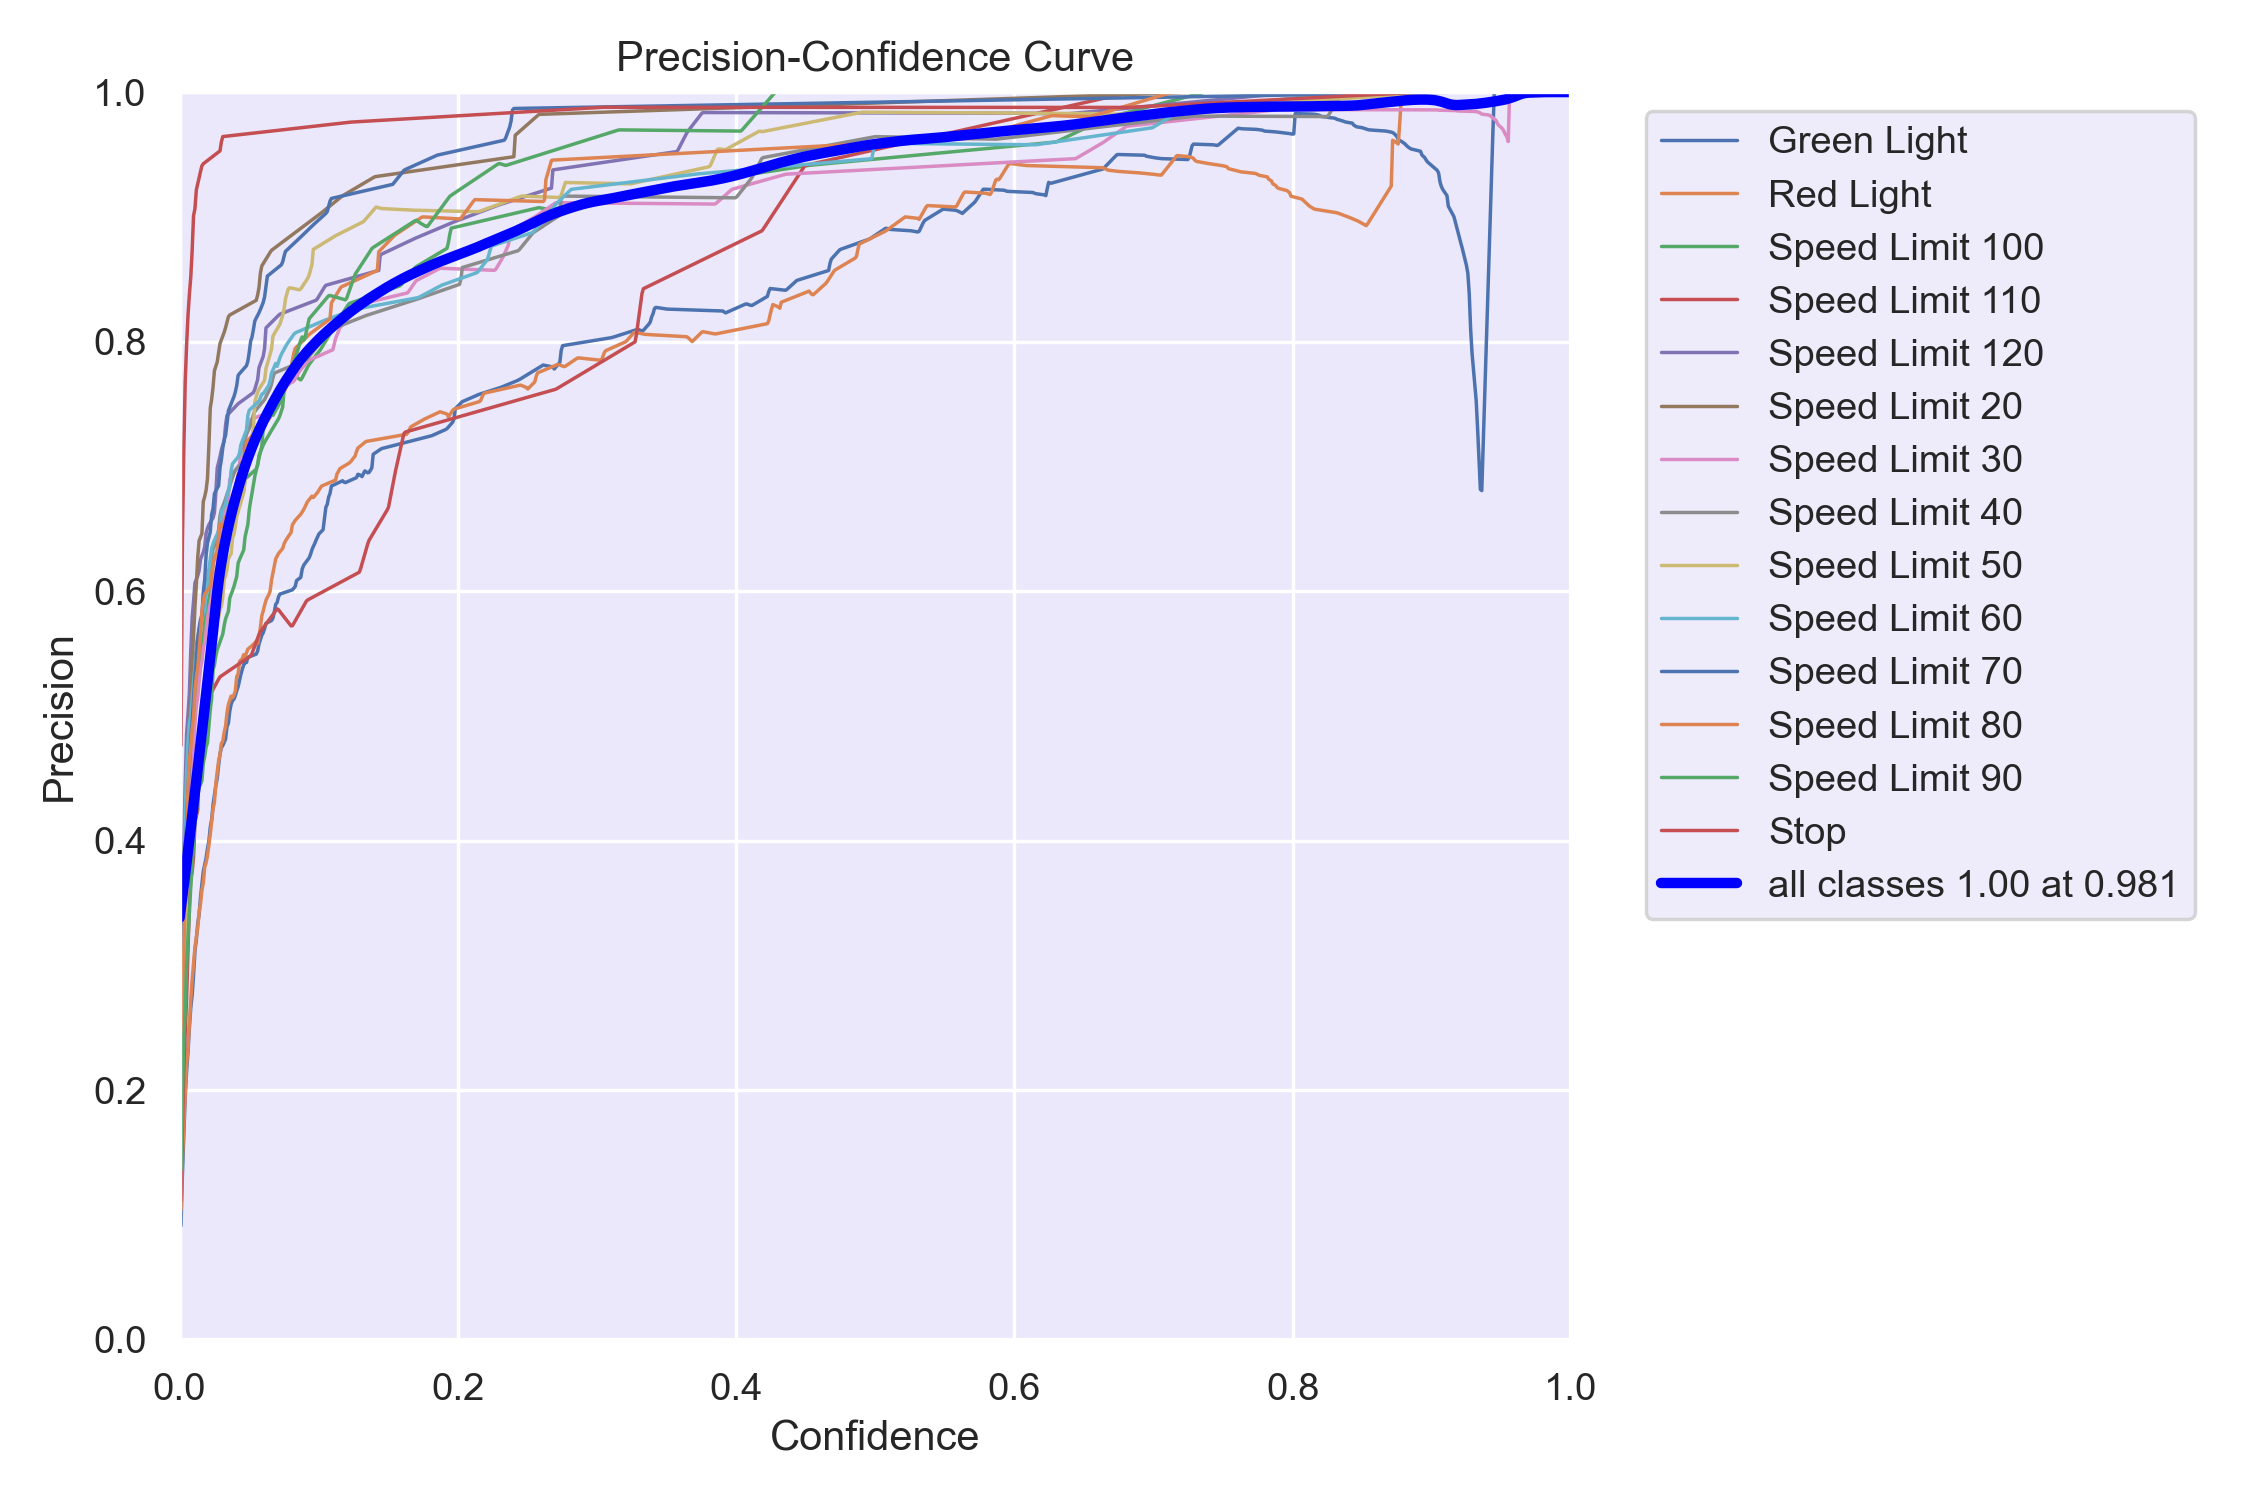 Precision-Confidence Curve
1.0
0.8
0.6
0.4
0.2
0.0
Precision
0.0 0.2 0.4 0.6 0.8 1.0
Confidence
Green Light
Red Light
Speed Limit 100
Speed Limit 110
Speed Limit 120
Speed Limit 20
Speed Limit 30
Speed Limit 40
Speed Limit 50
Speed Limit 60
Speed Limit 70
Speed Limit 80
Speed Limit 90
Stop
all classes 1.00 at 0.981